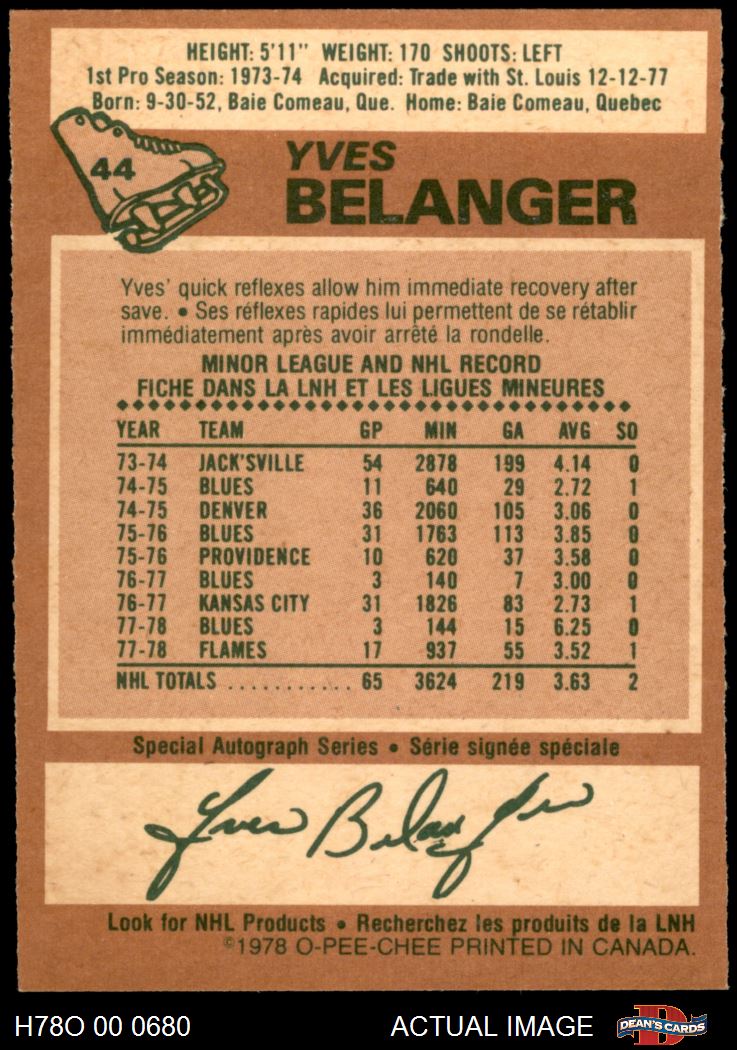 HEIGHT: 5'11" WEIGHT: 170 SHOOTS: LEFT
1st Pro Season: 1973-74 Acquired: Trade with St. Louis 12-12-77
Born: 9-30-52, Baie Comeau, Que. Home: Baie Comeau, Quebec
44
YVES
BELANGER
Yves' quick reflexes allow him immediate recovery after
save. • Ses réflexes rapides lui permettent de se rétablir
immédiatement après avoir arrêté la rondelle.
MINOR LEAGUE AND NHL RECORD
FICHE DANS LA LNH ET LES LIGUES MINEURES
YEAR TEAM GP MIN GA AVG SO
73-74 JACK'SVILLE 54 2878 199 4.14 0
74-75 BLUES 11 640 29 2.72 1
74-75 DENVER 36 2060 105 3.06 0
75-76 BLUES 31 1763 113 3.85 0
75-76 PROVIDENCE 10 620 37 3.58 0
76-77 BLUES 3 140 7 3.00 0
76-77 KANSAS CITY 31 1826 83 2.73 1
77-78 BLUES 3 144 15 6.25 0
77-78 FLAMES 17 937 55 3.52 1
NHL TOTALS ........... 65 3624 219 3.63 2
Special Autograph Series • Série signée spéciale
Yves Belanger
Look for NHL Products • Recherchez les produits de la LNH
©1978 O-PEE-CHEE PRINTED IN CANADA.
H78O 00 0680 ACTUAL IMAGE DEAN'S CARDS